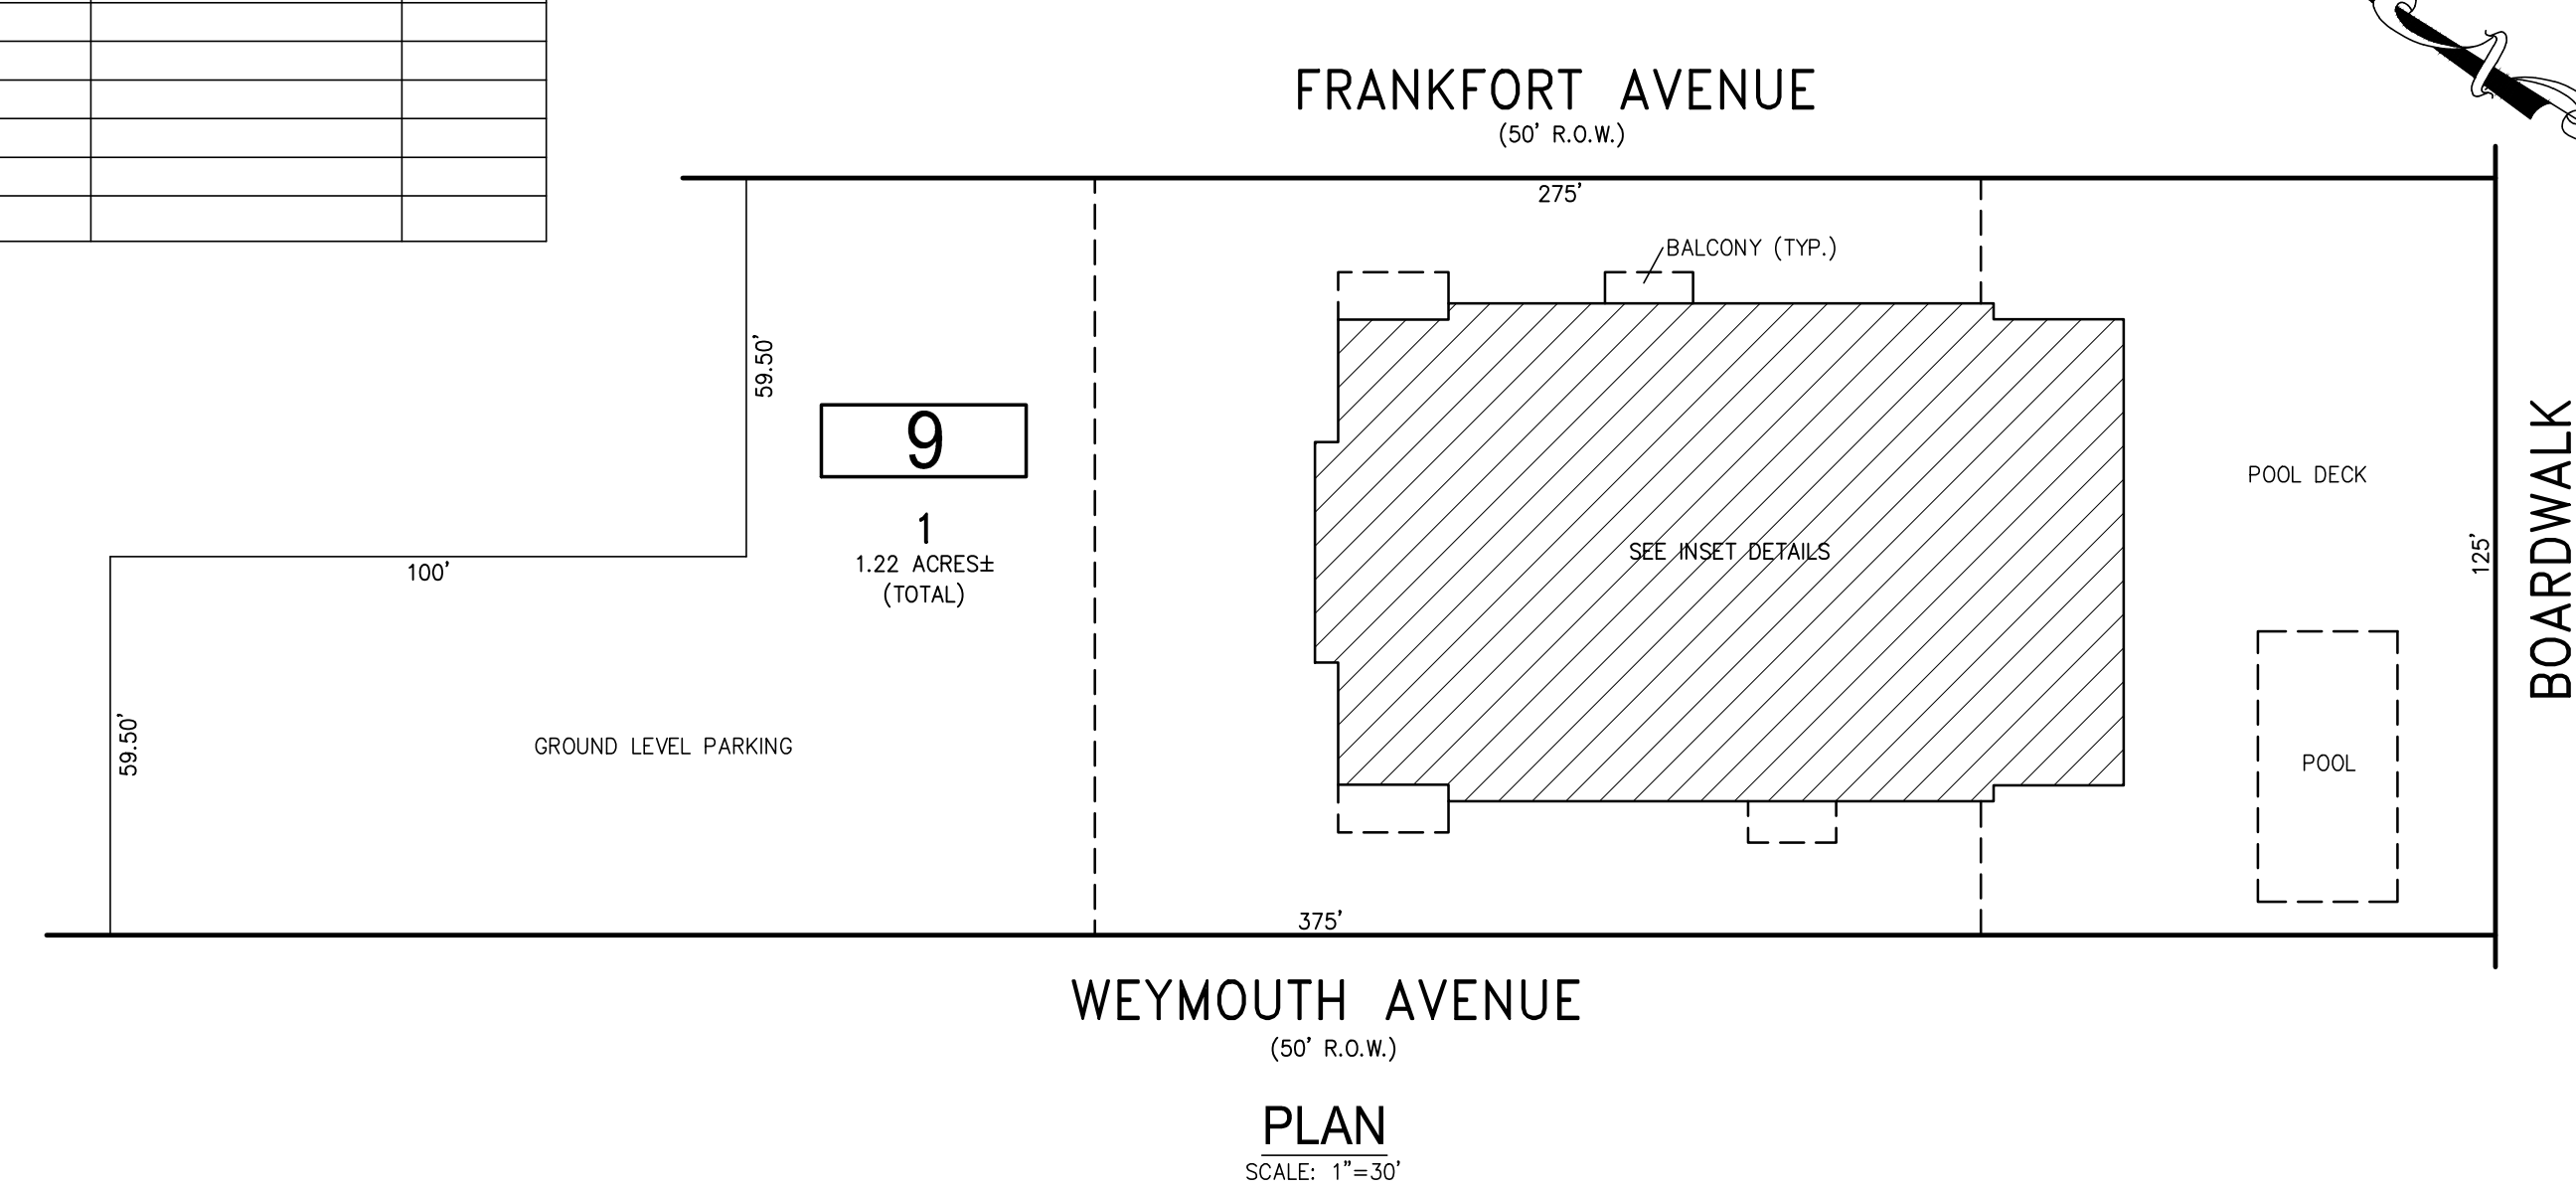 FRANKFORT AVENUE
(50' R.O.W.)
275'
BALCONY (TYP.)
59.50'
9
1
1.22 ACRES±
(TOTAL)
100'
59.50'
GROUND LEVEL PARKING
SEE INSET DETAILS
POOL DECK
POOL
125'
BOARDWALK
375'
WEYMOUTH AVENUE
(50' R.O.W.)
PLAN
SCALE: 1"=30'